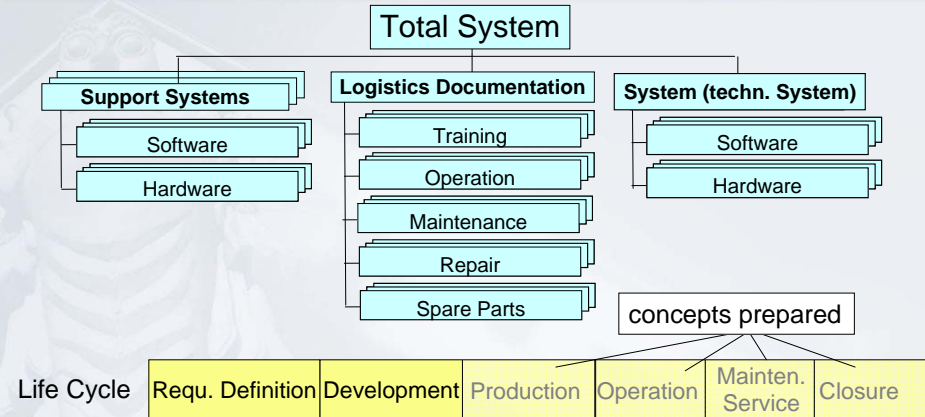 Total System
Support Systems
Software
Hardware
Logistics Documentation
Training
Operation
Maintenance
Repair
Spare Parts
System (techn. System)
Software
Hardware
concepts prepared
Life Cycle
Requ. Definition
Development
Production
Operation
Mainten.
Service
Closure